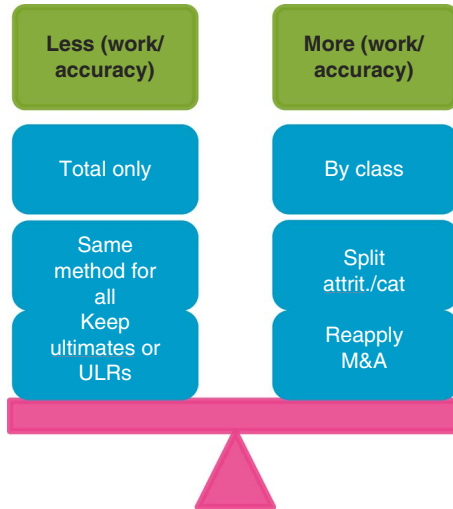 Less (work/
accuracy)
More (work/
accuracy)
Total only
By class
Same
method for
all
Split
attrit./cat
Keep
ultimates or
ULRs
Reapply
M&A